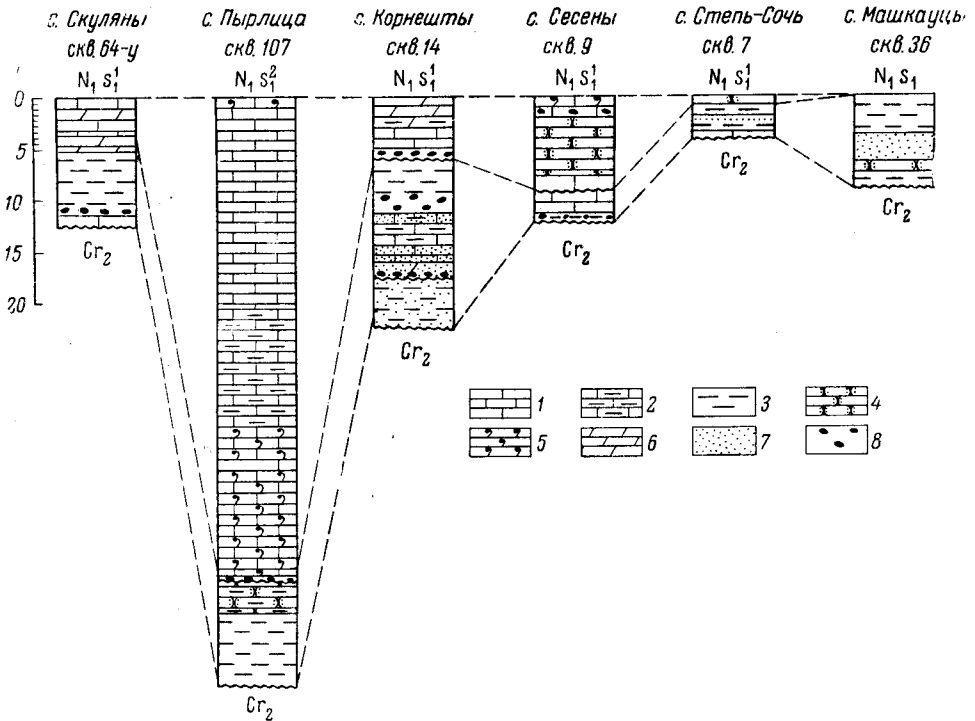 с. Скуляны
скв. 64-у
N₁ S₁¹
с. Пырлица
скв. 107
N₁ S₁²
с. Корнешты
скв. 14
N₁ S₁¹
с. Сесены
скв. 9
N₁ S₁¹
с. Степь-Сочь
скв. 7
N₁ S₁¹
с. Машкауцы
скв. 36
N₁ S₁
0
5
10
15
20
Cr₂
Cr₂
Cr₂
Cr₂
Cr₂
Cr₂
1
2
3
4
5
6
7
8